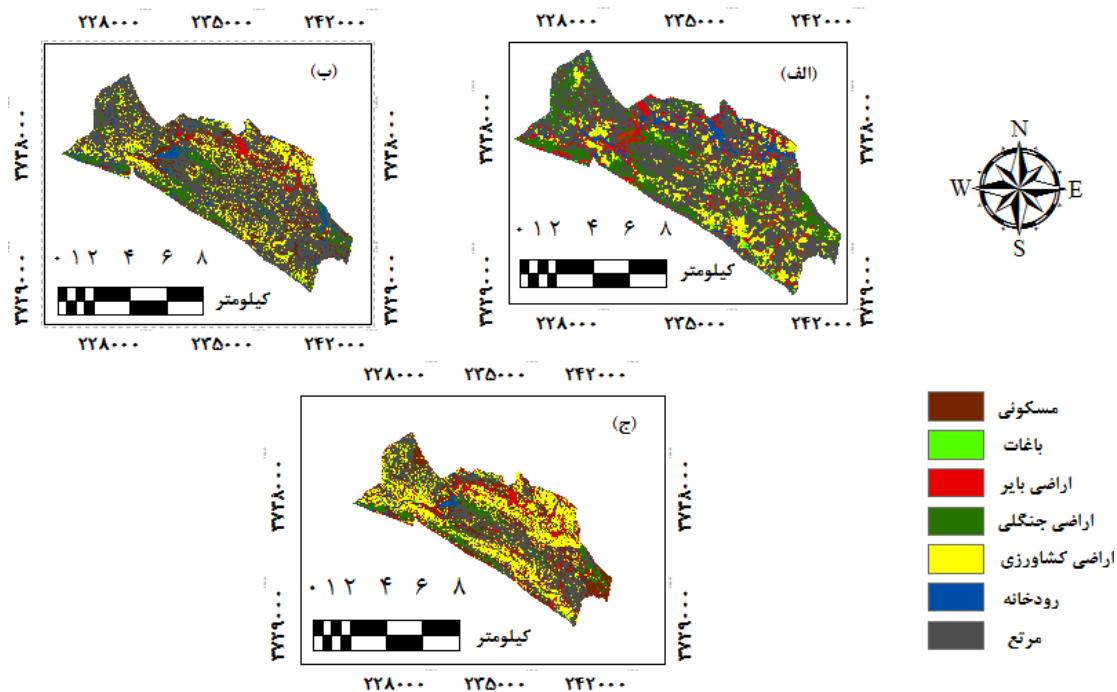 ۲۲۸۰۰۰ ۲۳۵۰۰۰ ۲۴۲۰۰۰
(الف)
۳۷۳۸۰۰۰
۳۷۲۹۰۰۰
۰ ۱ ۲ ۴ ۶ ۸
کیلومتر
۳۷۳۸۰۰۰
۳۷۲۹۰۰۰
۲۲۸۰۰۰ ۲۳۵۰۰۰ ۲۴۲۰۰۰
۲۲۸۰۰۰ ۲۳۵۰۰۰ ۲۴۲۰۰۰
(ب)
۳۷۳۸۰۰۰
۳۷۲۹۰۰۰
۰ ۱ ۲ ۴ ۶ ۸
کیلومتر
۳۷۳۸۰۰۰
۳۷۲۹۰۰۰
۲۲۸۰۰۰ ۲۳۵۰۰۰ ۲۴۲۰۰۰
۲۲۸۰۰۰ ۲۳۵۰۰۰ ۲۴۲۰۰۰
(ج)
۳۷۳۸۰۰۰
۳۷۲۹۰۰۰
۰ ۱ ۲ ۴ ۶ ۸
کیلومتر
۳۷۳۸۰۰۰
۳۷۲۹۰۰۰
۲۲۸۰۰۰ ۲۳۵۰۰۰ ۲۴۲۰۰۰
N
W E
S
مسکونی
باغات
اراضی بایر
اراضی جنگلی
اراضی کشاورزی
رودخانه
مرتع